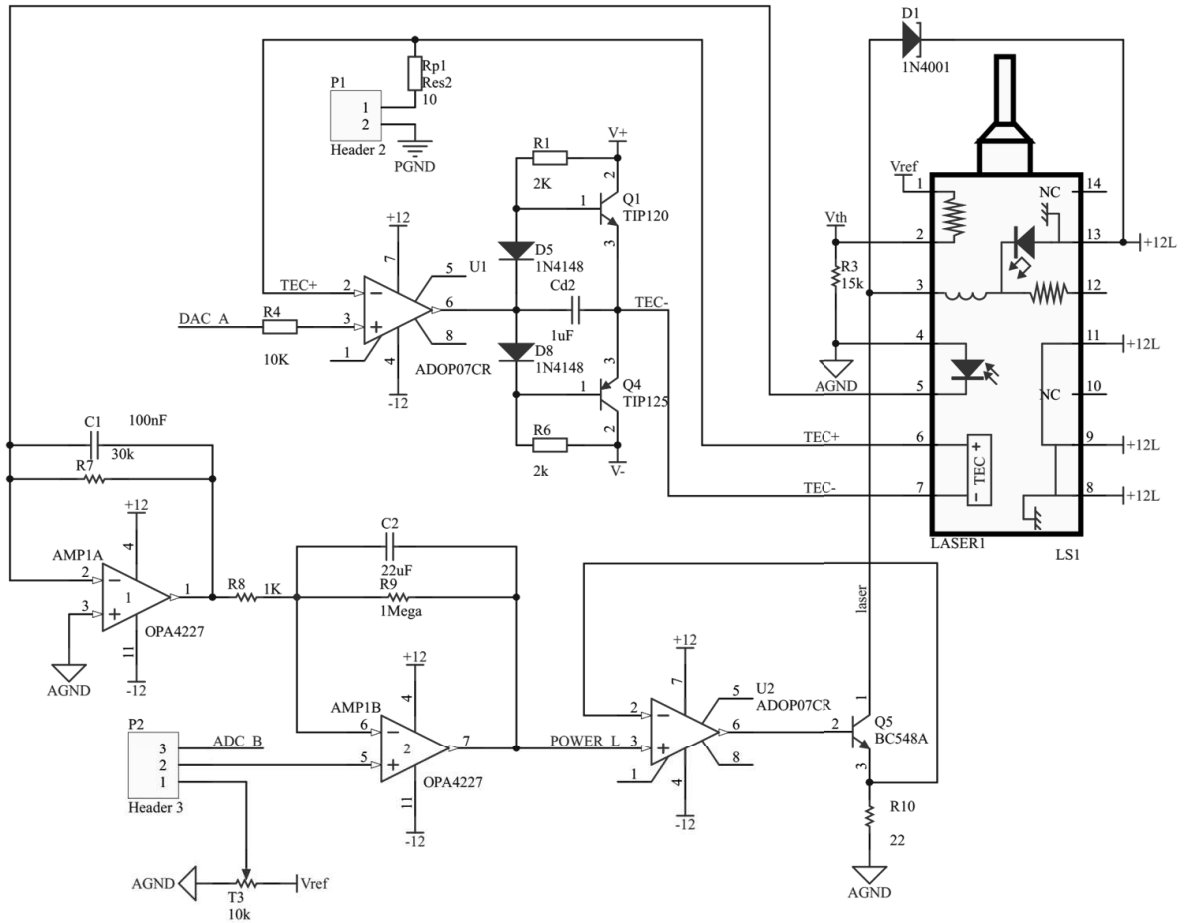 D1
1N4001
P1
1
2
Header 2
Rp1
Res2
10
PGND
R1
2K
V+
2
1
3
Q1
TIP120
Vref
1
NC
14
Vth
2
13
+12L
R3
15k
3
12
4
11
+12L
AGND
5
NC
10
TEC+
6
9
+12L
TEC-
7
8
+12L
TEC
+
-
LASER1
LS1
+12
7
5
U1
TEC+
2
6
DAC_A
R4
3
10K
1
8
4
-12
ADOP07CR
D5
1N4148
Cd2
1uF
TEC-
D8
1N4148
3
1
Q4
TIP125
2
R6
2k
V-
C1
100nF
30k
R7
+12
4
AMP1A
2
1
1
3
OPA4227
11
-12
AGND
R8
1K
C2
22uF
R9
1Mega
+12
4
AMP1B
6
2
7
5
OPA4227
11
-12
P2
3
2
1
Header 3
ADC_B
AGND
T3
10k
Vref
POWER_L
+12
7
5
U2
ADOP07CR
2
6
3
1
8
4
-12
laser
1
2
Q5
BC548A
3
R10
22
AGND